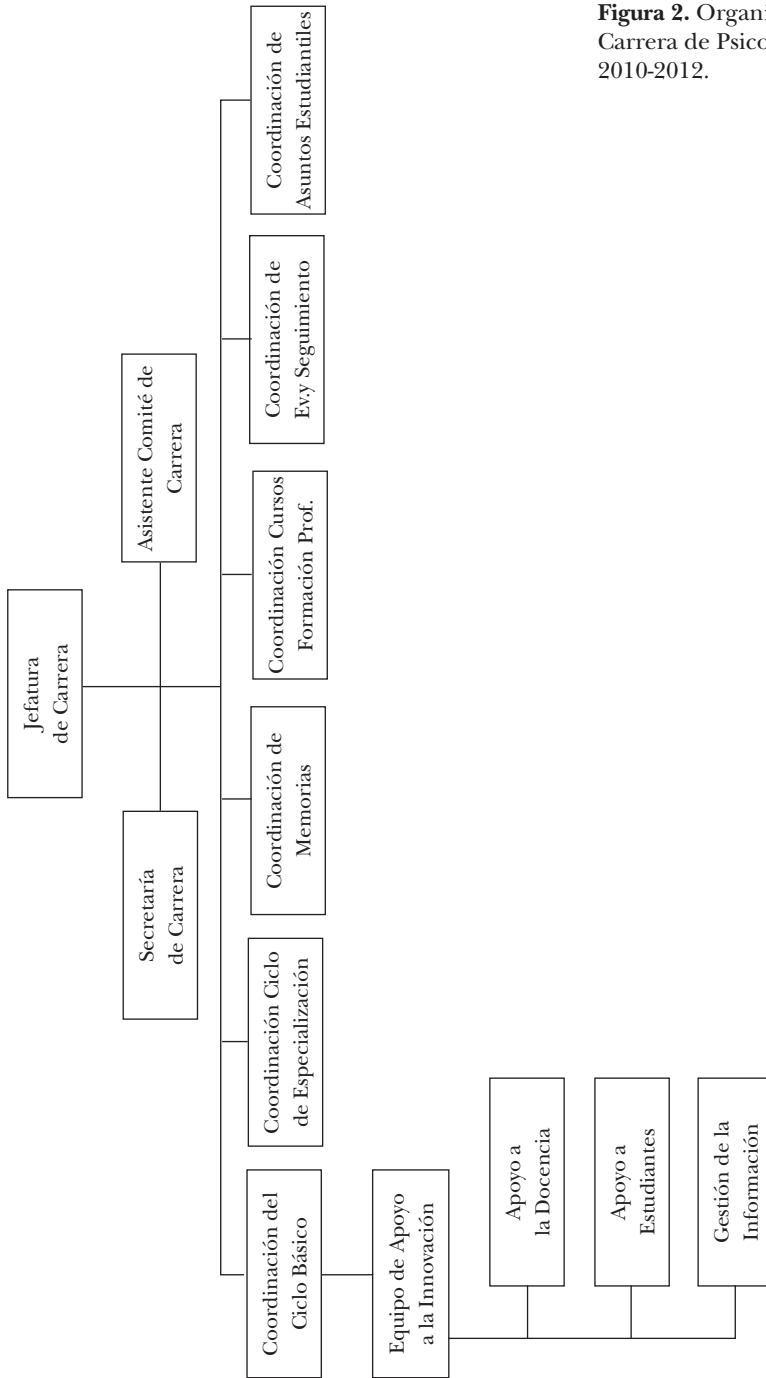 Figura 2.
Carrera de
2010-2012.
Jefatura
de Carrera
Secretaría
de Carrera
Asistente Comité de
Carrera
Coordinación del
Ciclo Básico
Coordinación Ciclo
de Especialización
Coordinación de
Memorias
Coordinación Cursos
Formación Prof.
Coordinación de
Ev.y Seguimiento
Coordinación de
Asuntos Estudiantiles
Equipo de Apoyo
a la Innovación
Apoyo a
la Docencia
Apoyo a
Estudiantes
Gestión de la
Información